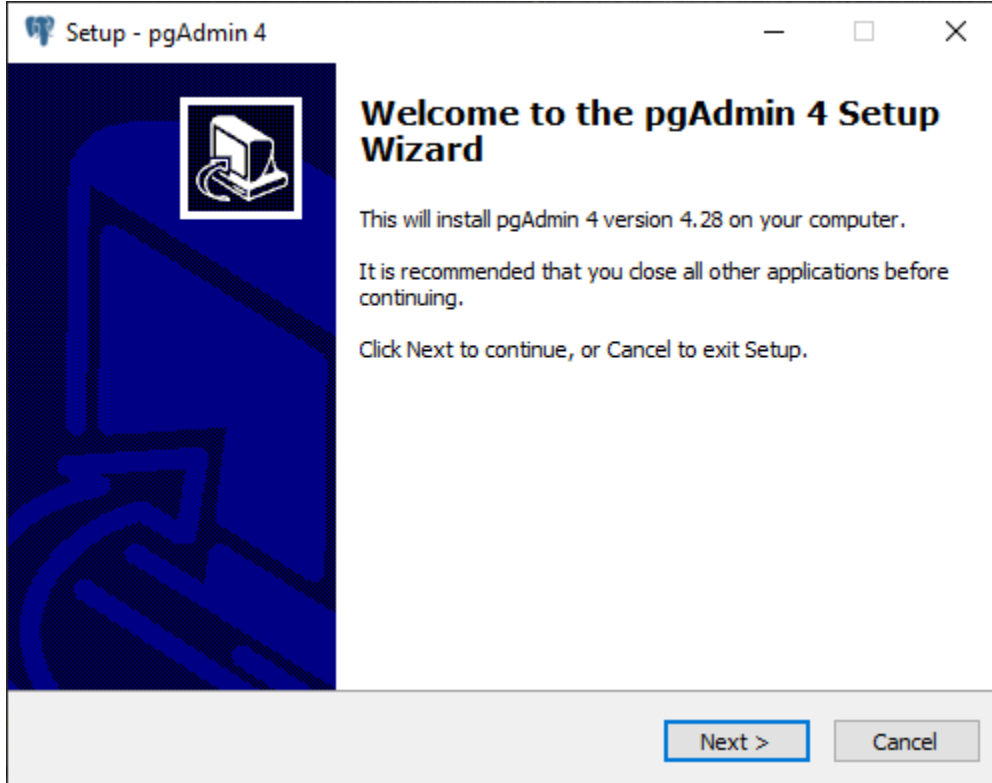 Setup - pgAdmin 4
Welcome to the pgAdmin 4 Setup
Wizard
This will install pgAdmin 4 version 4.28 on your computer.
It is recommended that you close all other applications before
continuing.
Click Next to continue, or Cancel to exit Setup.
Next >
Cancel